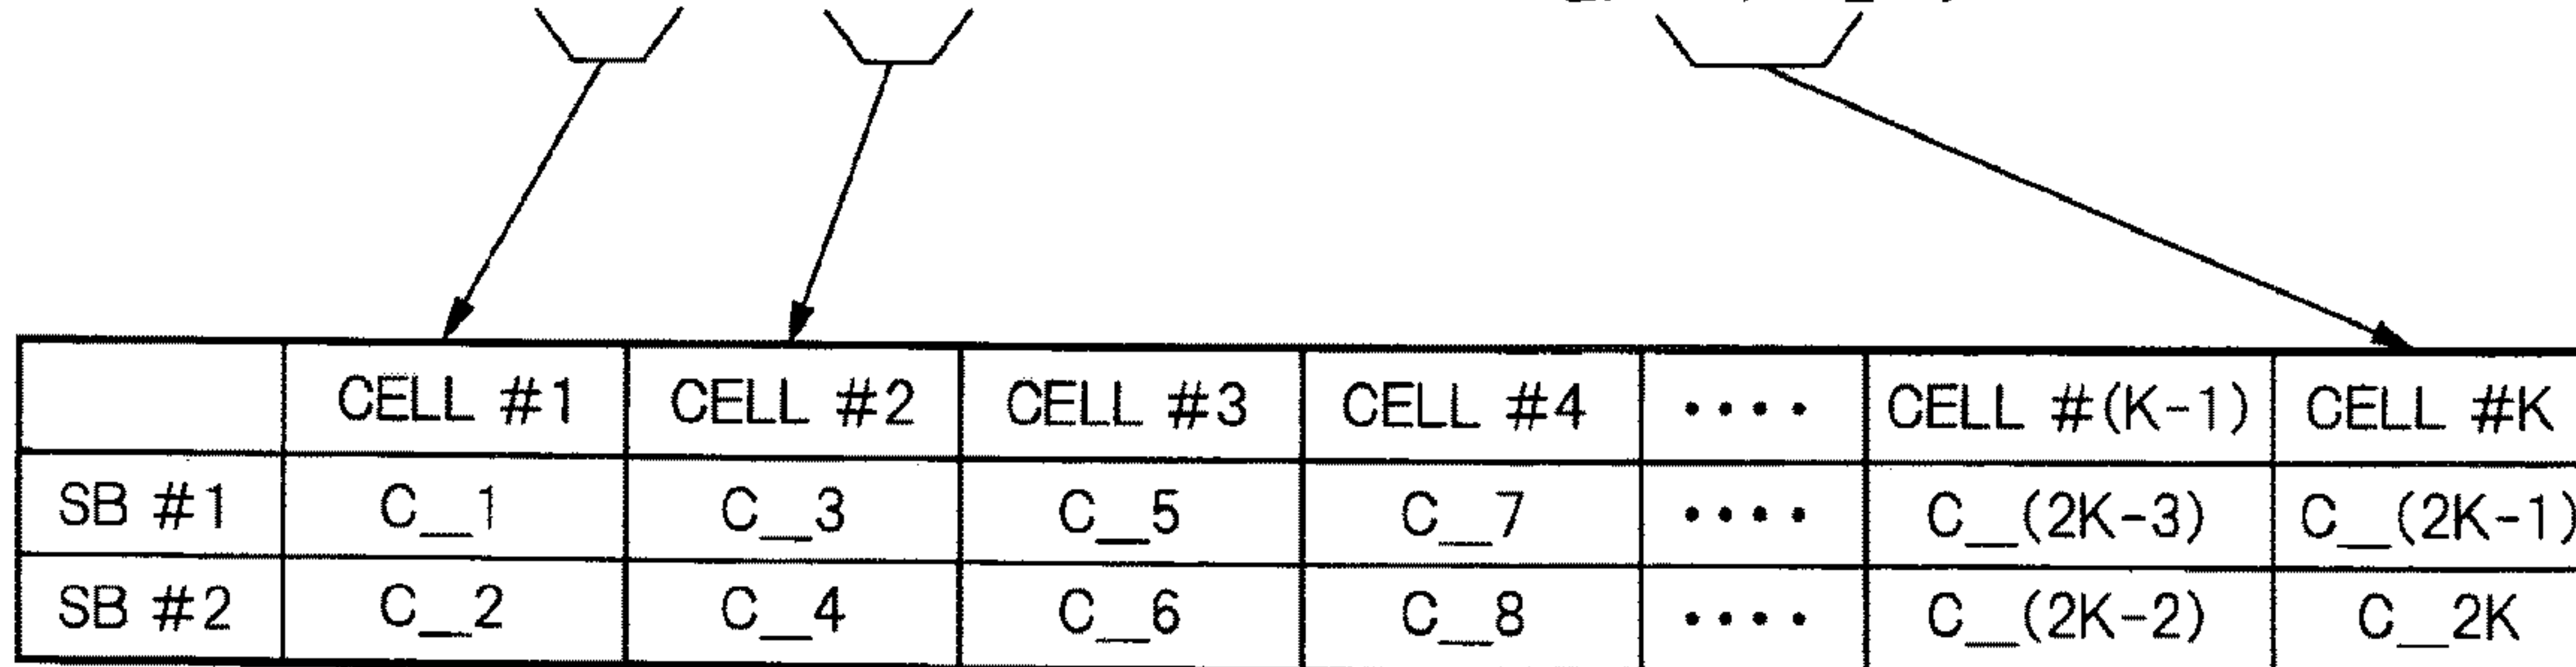 CELL #1 CELL #2 CELL #3 CELL #4 •••• CELL #(K-1) CELL #K
SB #1 C_1 C_3 C_5 C_7 •••• C_(2K-3) C_(2K-1)
SB #2 C_2 C_4 C_6 C_8 •••• C_(2K-2) C_2K